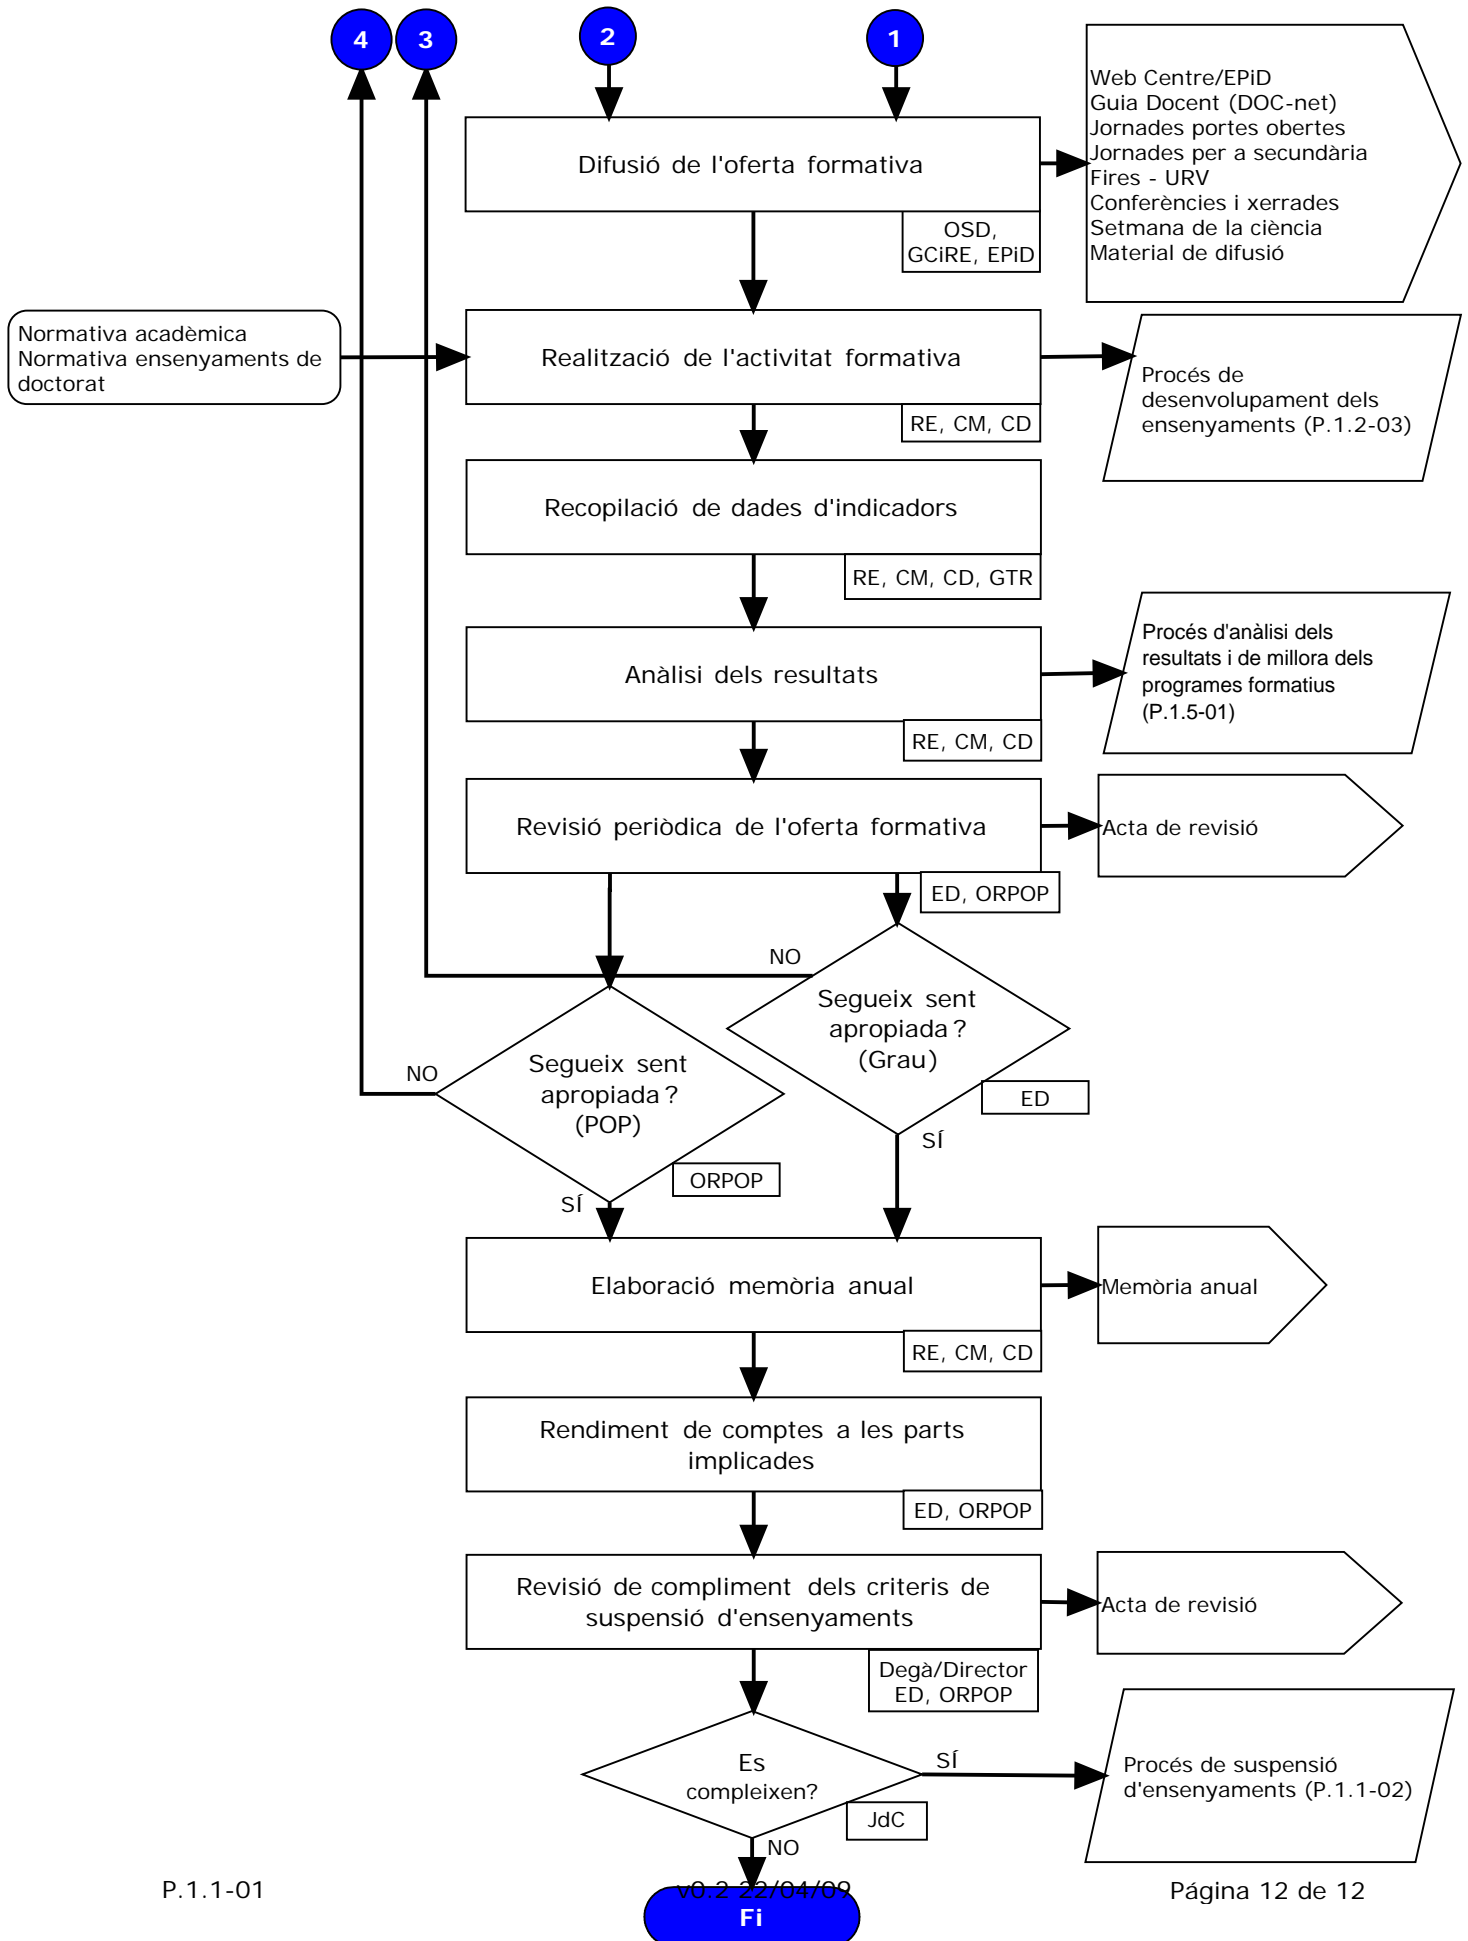 4
3
2
1
Web Centre/EPiD
Guia Docent (DOC-net)
Jornades portes obertes
Jornades per a secundària
Fires - URV
Conferències i xerrades
Setmana de la ciència
Material de difusió
Difusió de l'oferta formativa
OSD,
GCiRE, EPiD
Normativa acadèmica
Normativa ensenyaments de
doctorat
Realització de l'activitat formativa
RE, CM, CD
Procés de
desenvolupament dels
ensenyaments (P.1.2-03)
Recopilació de dades d'indicadors
RE, CM, CD, GTR
Anàlisi dels resultats
RE, CM, CD
Procés d'anàlisi dels
resultats i de millora dels
programes formatius
(P.1.5-01)
Revisió periòdica de l'oferta formativa
ED, ORPOP
Acta de revisió
NO
Segueix sent
apropiada?
(Grau)
ED
SÍ
NO
Segueix sent
apropiada?
(POP)
ORPOP
SÍ
Elaboració memòria anual
RE, CM, CD
Memòria anual
Rendiment de comptes a les parts
implicades
ED, ORPOP
Revisió de compliment dels criteris de
suspensió d'ensenyaments
Degà/Director
ED, ORPOP
Acta de revisió
Es
compleixen?
JdC
SÍ
Procés de suspensió
d'ensenyaments (P.1.1-02)
NO
P.1.1-01
v0.2 22/04/09
Página 12 de 12
Fi